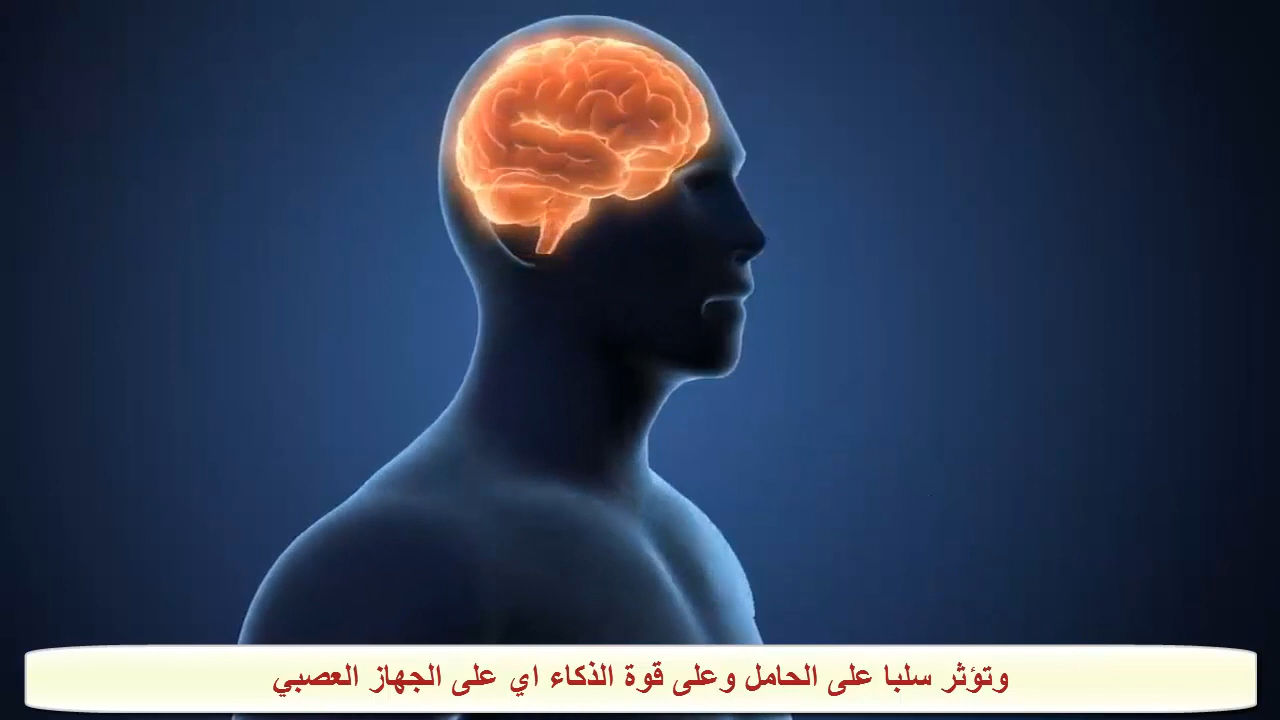 وتؤثر سلبا على الحامل وعلى قوة الذكاء اي على الجهاز العصبي